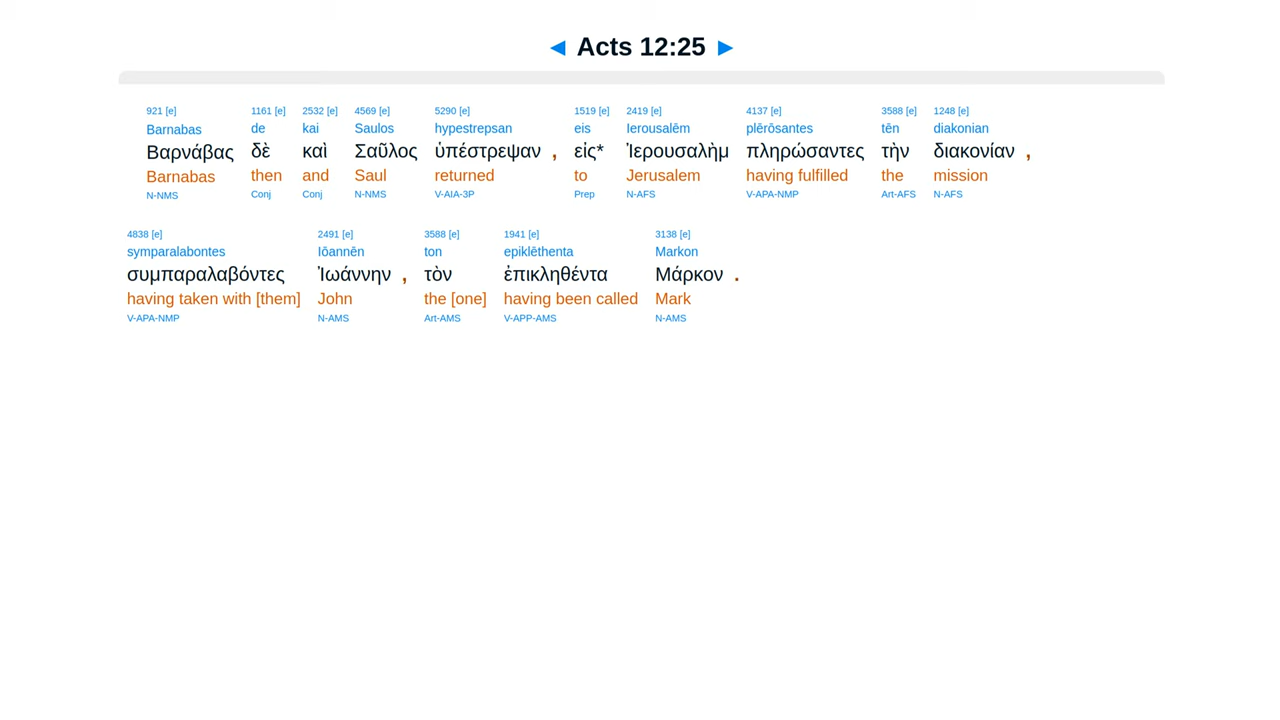 ◄ Acts 12:25 ►
921 [e] 1161 [e] 2532 [e] 4569 [e] 5290 [e] 1519 [e] 2419 [e] 4137 [e] 3588 [e] 1248 [e]
Barnabas de kai Saulos hypestrepsan eis Ierousalēm plērōsantes tēn diakonian
Βαρνάβας δὲ καὶ Σαῦλος ὑπέστρεψαν , εἰς* Ἰερουσαλὴμ πληρώσαντες τὴν διακονίαν ,
Barnabas then and Saul returned to Jerusalem having fulfilled the mission
N-NMS Conj Conj N-NMS V-AIA-3P Prep N-AFS V-APA-NMP Art-AFS N-AFS
4838 [e] 2491 [e] 3588 [e] 1941 [e] 3138 [e]
symparalabontes Iōannēn ton epiklēthenta Markon
συμπαραλαβόντες Ἰωάννην , τὸν ἐπικληθέντα Μάρκον .
having taken with [them] John the [one] having been called Mark
V-APA-NMP N-AMS Art-AMS V-APP-AMS N-AMS